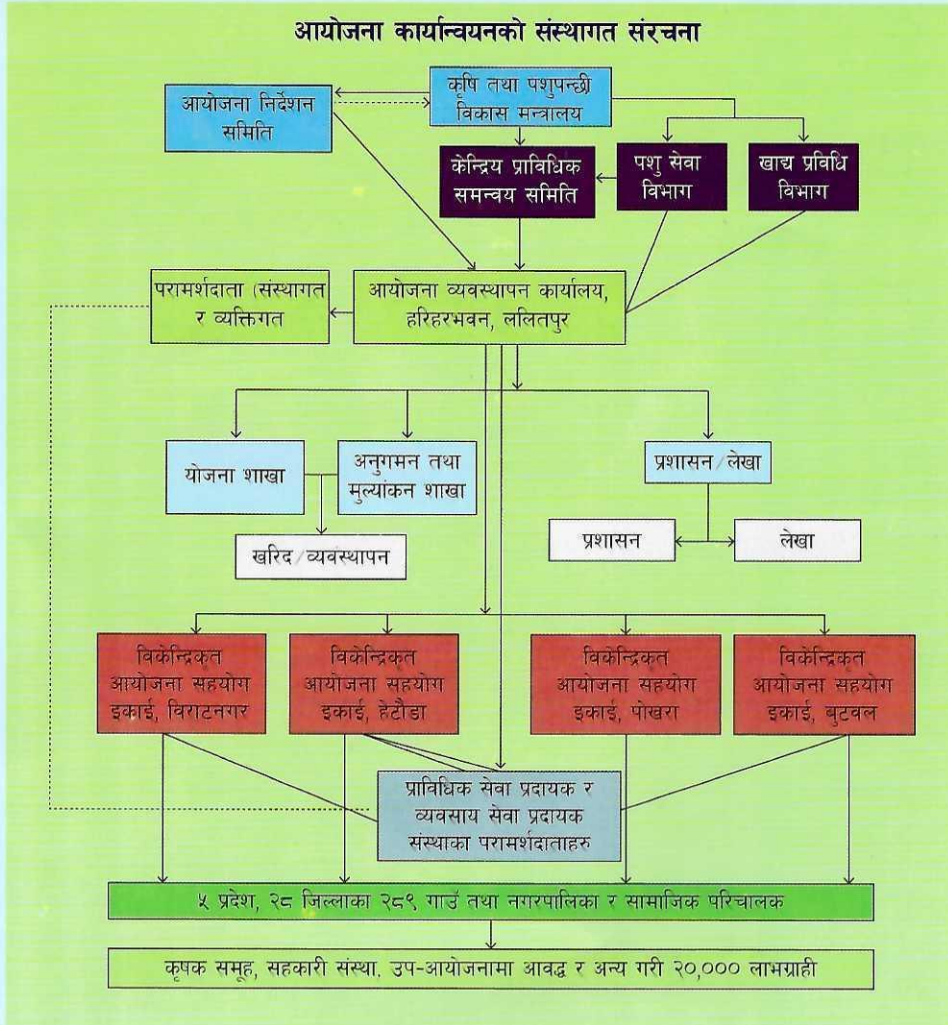 आयोजना कार्यान्वयनको संस्थागत संरचना
आयोजना निर्देशन
समिति
कृषि तथा पशुपन्छी
विकास मन्त्रालय
केन्द्रिय प्राविधिक
समन्वय समिति
पशु सेवा
विभाग
खाद्य प्रविधि
विभाग
परामर्शदाता (संस्थागत
र व्यक्तिगत
आयोजना व्यवस्थापन कार्यालय,
हरिहरभवन, ललितपुर
योजना शाखा
अनुगमन तथा
मुल्यांकन शाखा
प्रशासन/लेखा
खरिद/व्यवस्थापन
प्रशासन
लेखा
विकेन्द्रिकृत
आयोजना सहयोग
इकाई, विराटनगर
विकेन्द्रिकृत
आयोजना सहयोग
इकाई, हेटौडा
विकेन्द्रिकृत
आयोजना सहयोग
इकाई, पोखरा
विकेन्द्रिकृत
आयोजना सहयोग
इकाई, बुटवल
प्राविधिक सेवा प्रदायक र
व्यवसाय सेवा प्रदायक
संस्थाका परामर्शदाताहरु
५ प्रदेश, २८ जिल्लाका २८९ गाउँ तथा नगरपालिका र सामाजिक परिचालक
कृषक समूह, सहकारी संस्था, उप-आयोजनामा आवद्ध र अन्य गरी २०,००० लाभग्राही